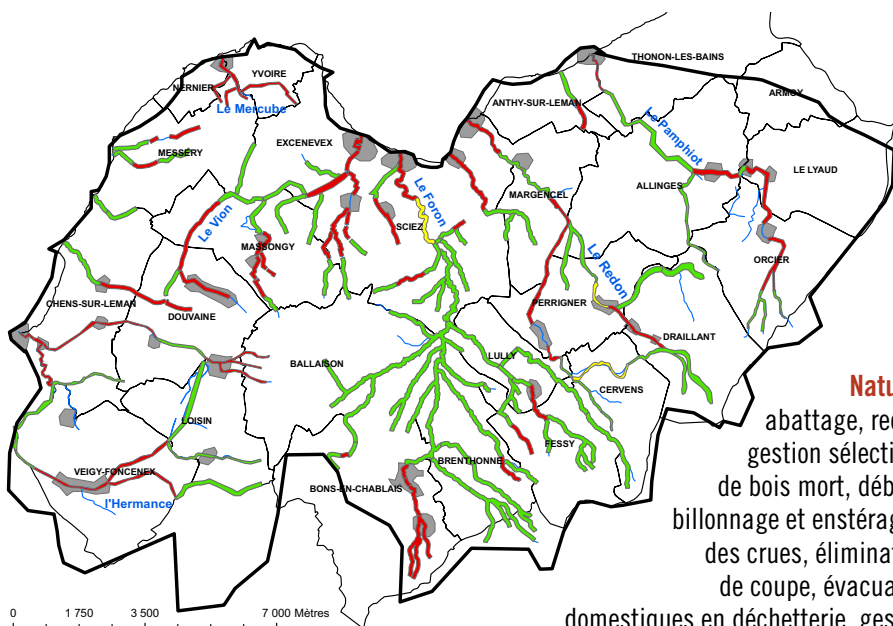 THONON-LES-BAINS
YVOIRE
NERNIER
ARMOY
ANTHY-SUR-LEMAN
Le Mercube
Le Pamphiot
EXCENEVEX
MESSERY
LE LYAUD
ALLINGES
MARGENCEL
Le Foron
Le Vion
SCIEZ
MASSONGY
Le Redon
ORCIER
CHENS-SUR-LEMAN
PERRIGNER
DOUVAINE
DRAILLANT
LULLY
BALLAISON
CERVENS
LOISIN
FESSY
BRENTHONNE
VEIGY-FONCENEX
BONS-EN-CHABLAIS
l'Hermance
0 1 750 3 500 7 000 Mètres
Natu
abattage, re
gestion sélecti
de bois mort, déb
billonnage et enstéra
des crues, élimina
de coupe, évacua
domestiques en déchetterie, ges